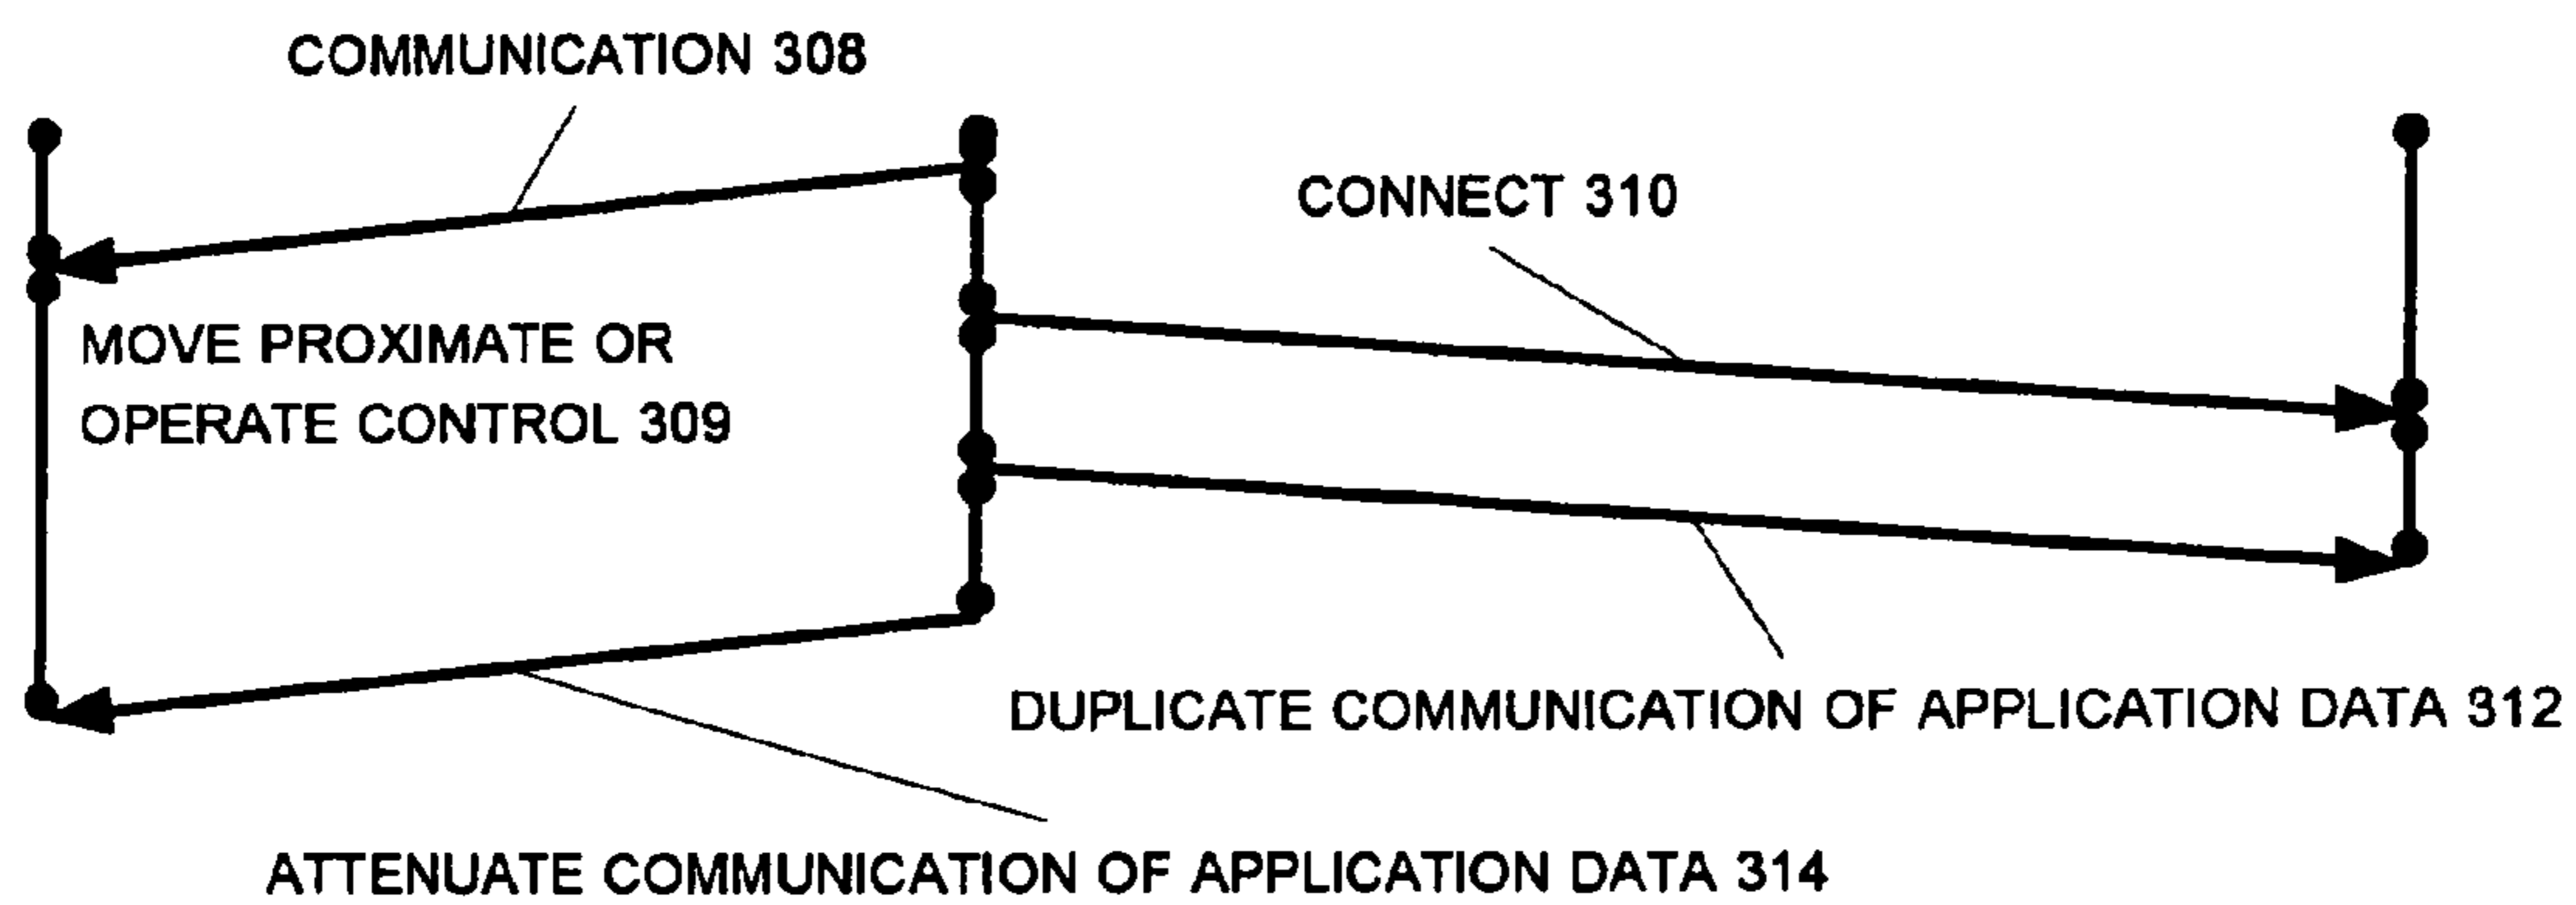 COMMUNICATION 308
CONNECT 310
MOVE PROXIMATE OR
OPERATE CONTROL 309
DUPLICATE COMMUNICATION OF APPLICATION DATA 312
ATTENUATE COMMUNICATION OF APPLICATION DATA 314